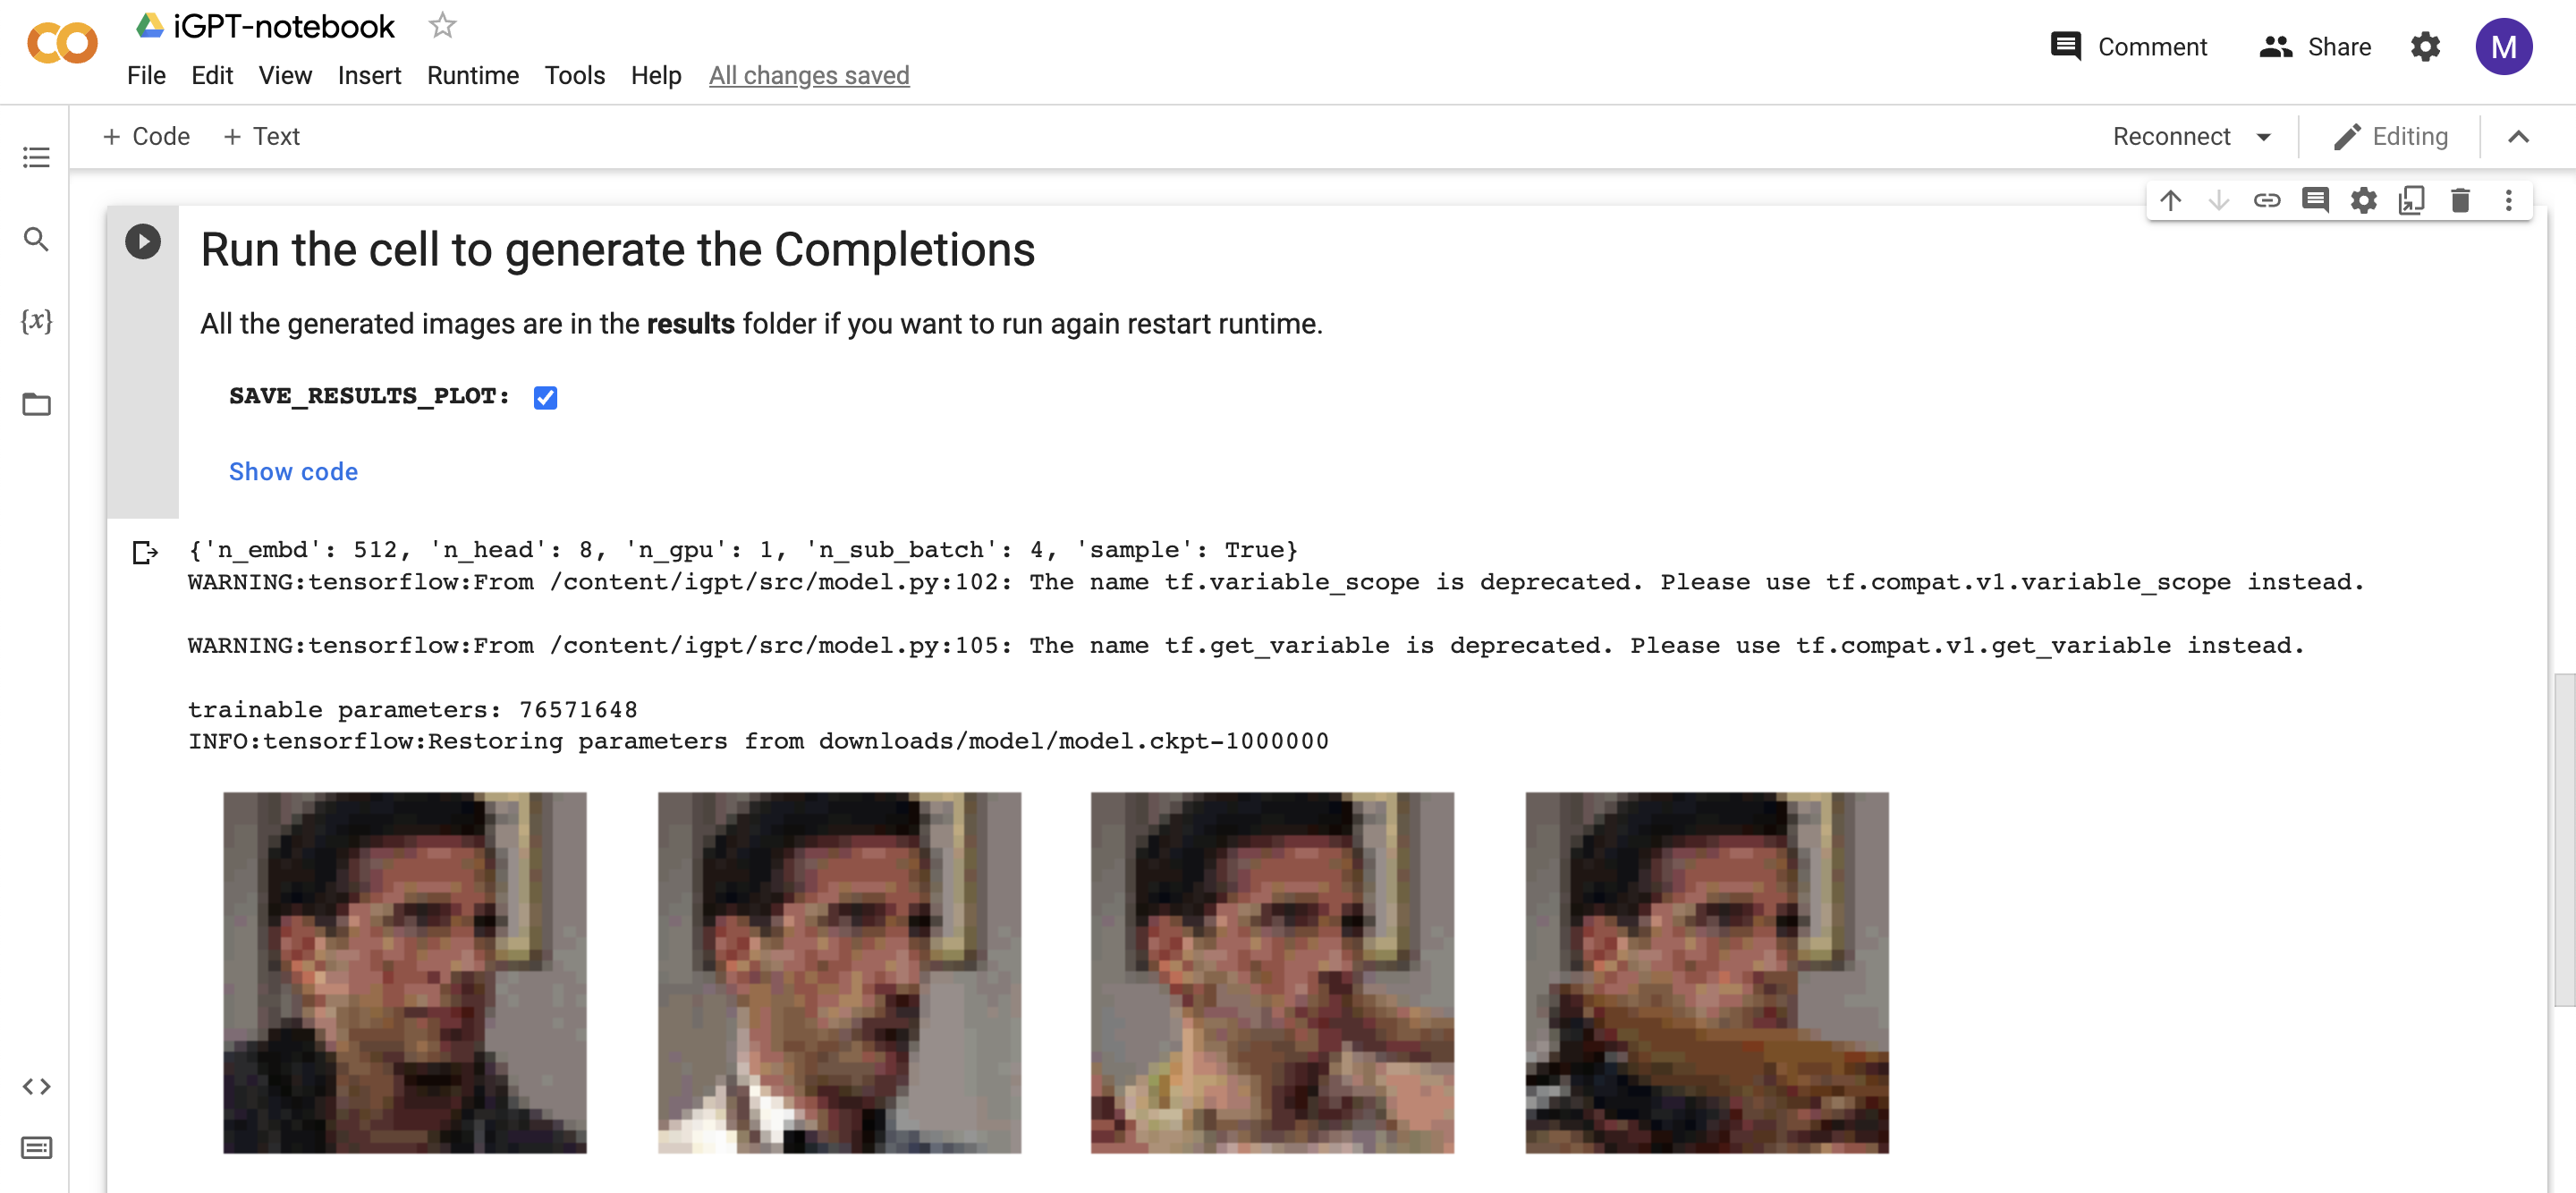 iGPT-notebook
File Edit View Insert Runtime Tools Help All changes saved
Comment Share M
+ Code + Text
Reconnect Editing
{x}
Run the cell to generate the Completions
All the generated images are in the results folder if you want to run again restart runtime.
SAVE_RESULTS_PLOT:
Show code
{'n_embd': 512, 'n_head': 8, 'n_gpu': 1, 'n_sub_batch': 4, 'sample': True}
WARNING:tensorflow:From /content/igpt/src/model.py:102: The name tf.variable_scope is deprecated. Please use tf.compat.v1.variable_scope instead.
WARNING:tensorflow:From /content/igpt/src/model.py:105: The name tf.get_variable is deprecated. Please use tf.compat.v1.get_variable instead.
trainable parameters: 76571648
INFO:tensorflow:Restoring parameters from downloads/model/model.ckpt-1000000